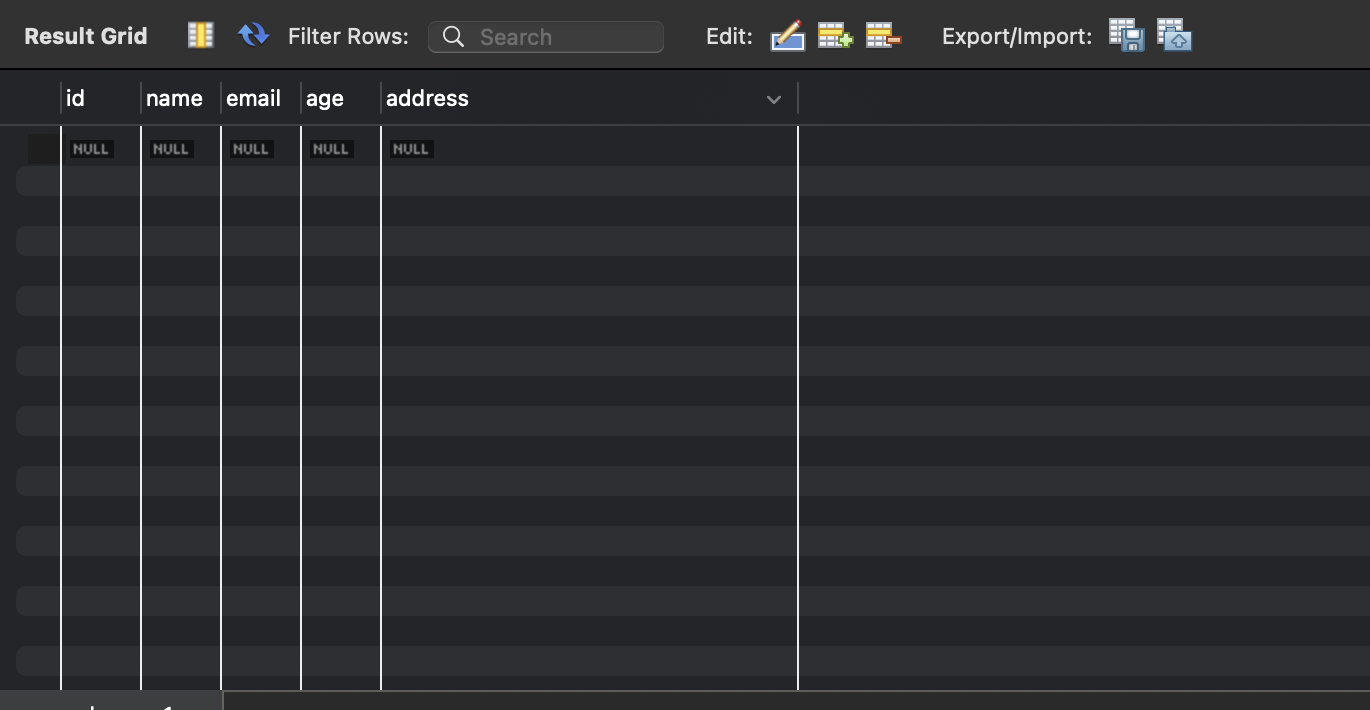 Result Grid Filter Rows: Search Edit: Export/Import:
id name email age address
NULL NULL NULL NULL NULL